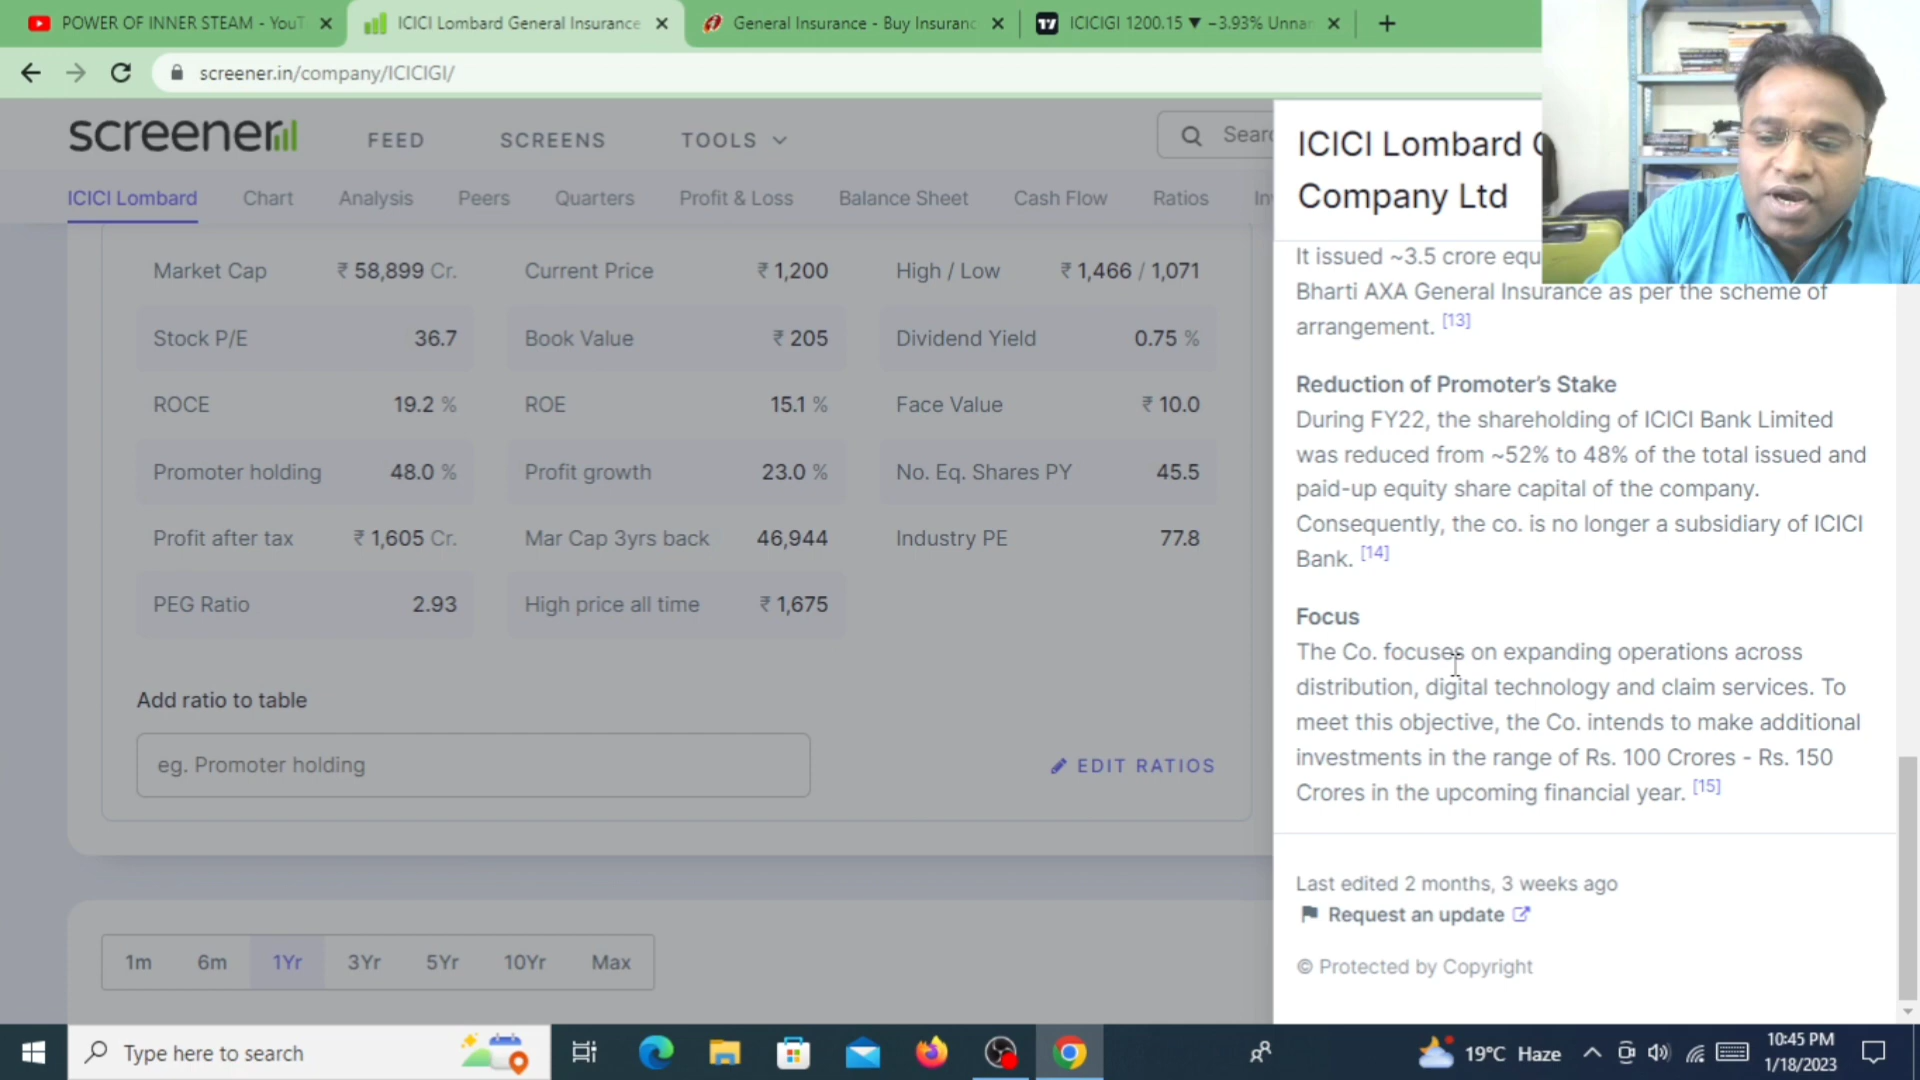 POWER OF INNER STEAM - YouT
ICICI Lombard General Insurance
General Insurance - Buy Insuranc
ICICIGI 1200.15 ▼ −3.93% Unnar
screener.in/company/ICICIGI/
screener
FEED
SCREENS
TOOLS
Searc
ICICI Lombard
Chart
Analysis
Peers
Quarters
Profit & Loss
Balance Sheet
Cash Flow
Ratios
In
Market Cap
₹ 58,899 Cr.
Current Price
₹ 1,200
High / Low
₹ 1,466 / 1,071
Stock P/E
36.7
Book Value
₹ 205
Dividend Yield
0.75 %
ROCE
19.2 %
ROE
15.1 %
Face Value
₹ 10.0
Promoter holding
48.0 %
Profit growth
23.0 %
No. Eq. Shares PY
45.5
Profit after tax
₹ 1,605 Cr.
Mar Cap 3yrs back
46,944
Industry PE
77.8
PEG Ratio
2.93
High price all time
₹ 1,675
Add ratio to table
eg. Promoter holding
EDIT RATIOS
1m
6m
1Yr
3Yr
5Yr
10Yr
Max
ICICI Lombard
Company Ltd
It issued ~3.5 crore equ
Bharti AXA General Insurance as per the scheme of
arrangement. [13]
Reduction of Promoter’s Stake
During FY22, the shareholding of ICICI Bank Limited
was reduced from ~52% to 48% of the total issued and
paid-up equity share capital of the company.
Consequently, the co. is no longer a subsidiary of ICICI
Bank. [14]
Focus
The Co. focuses on expanding operations across
distribution, digital technology and claim services. To
meet this objective, the Co. intends to make additional
investments in the range of Rs. 100 Crores - Rs. 150
Crores in the upcoming financial year. [15]
Last edited 2 months, 3 weeks ago
Request an update
© Protected by Copyright
Type here to search
19°C Haze
10:45 PM
1/18/2023